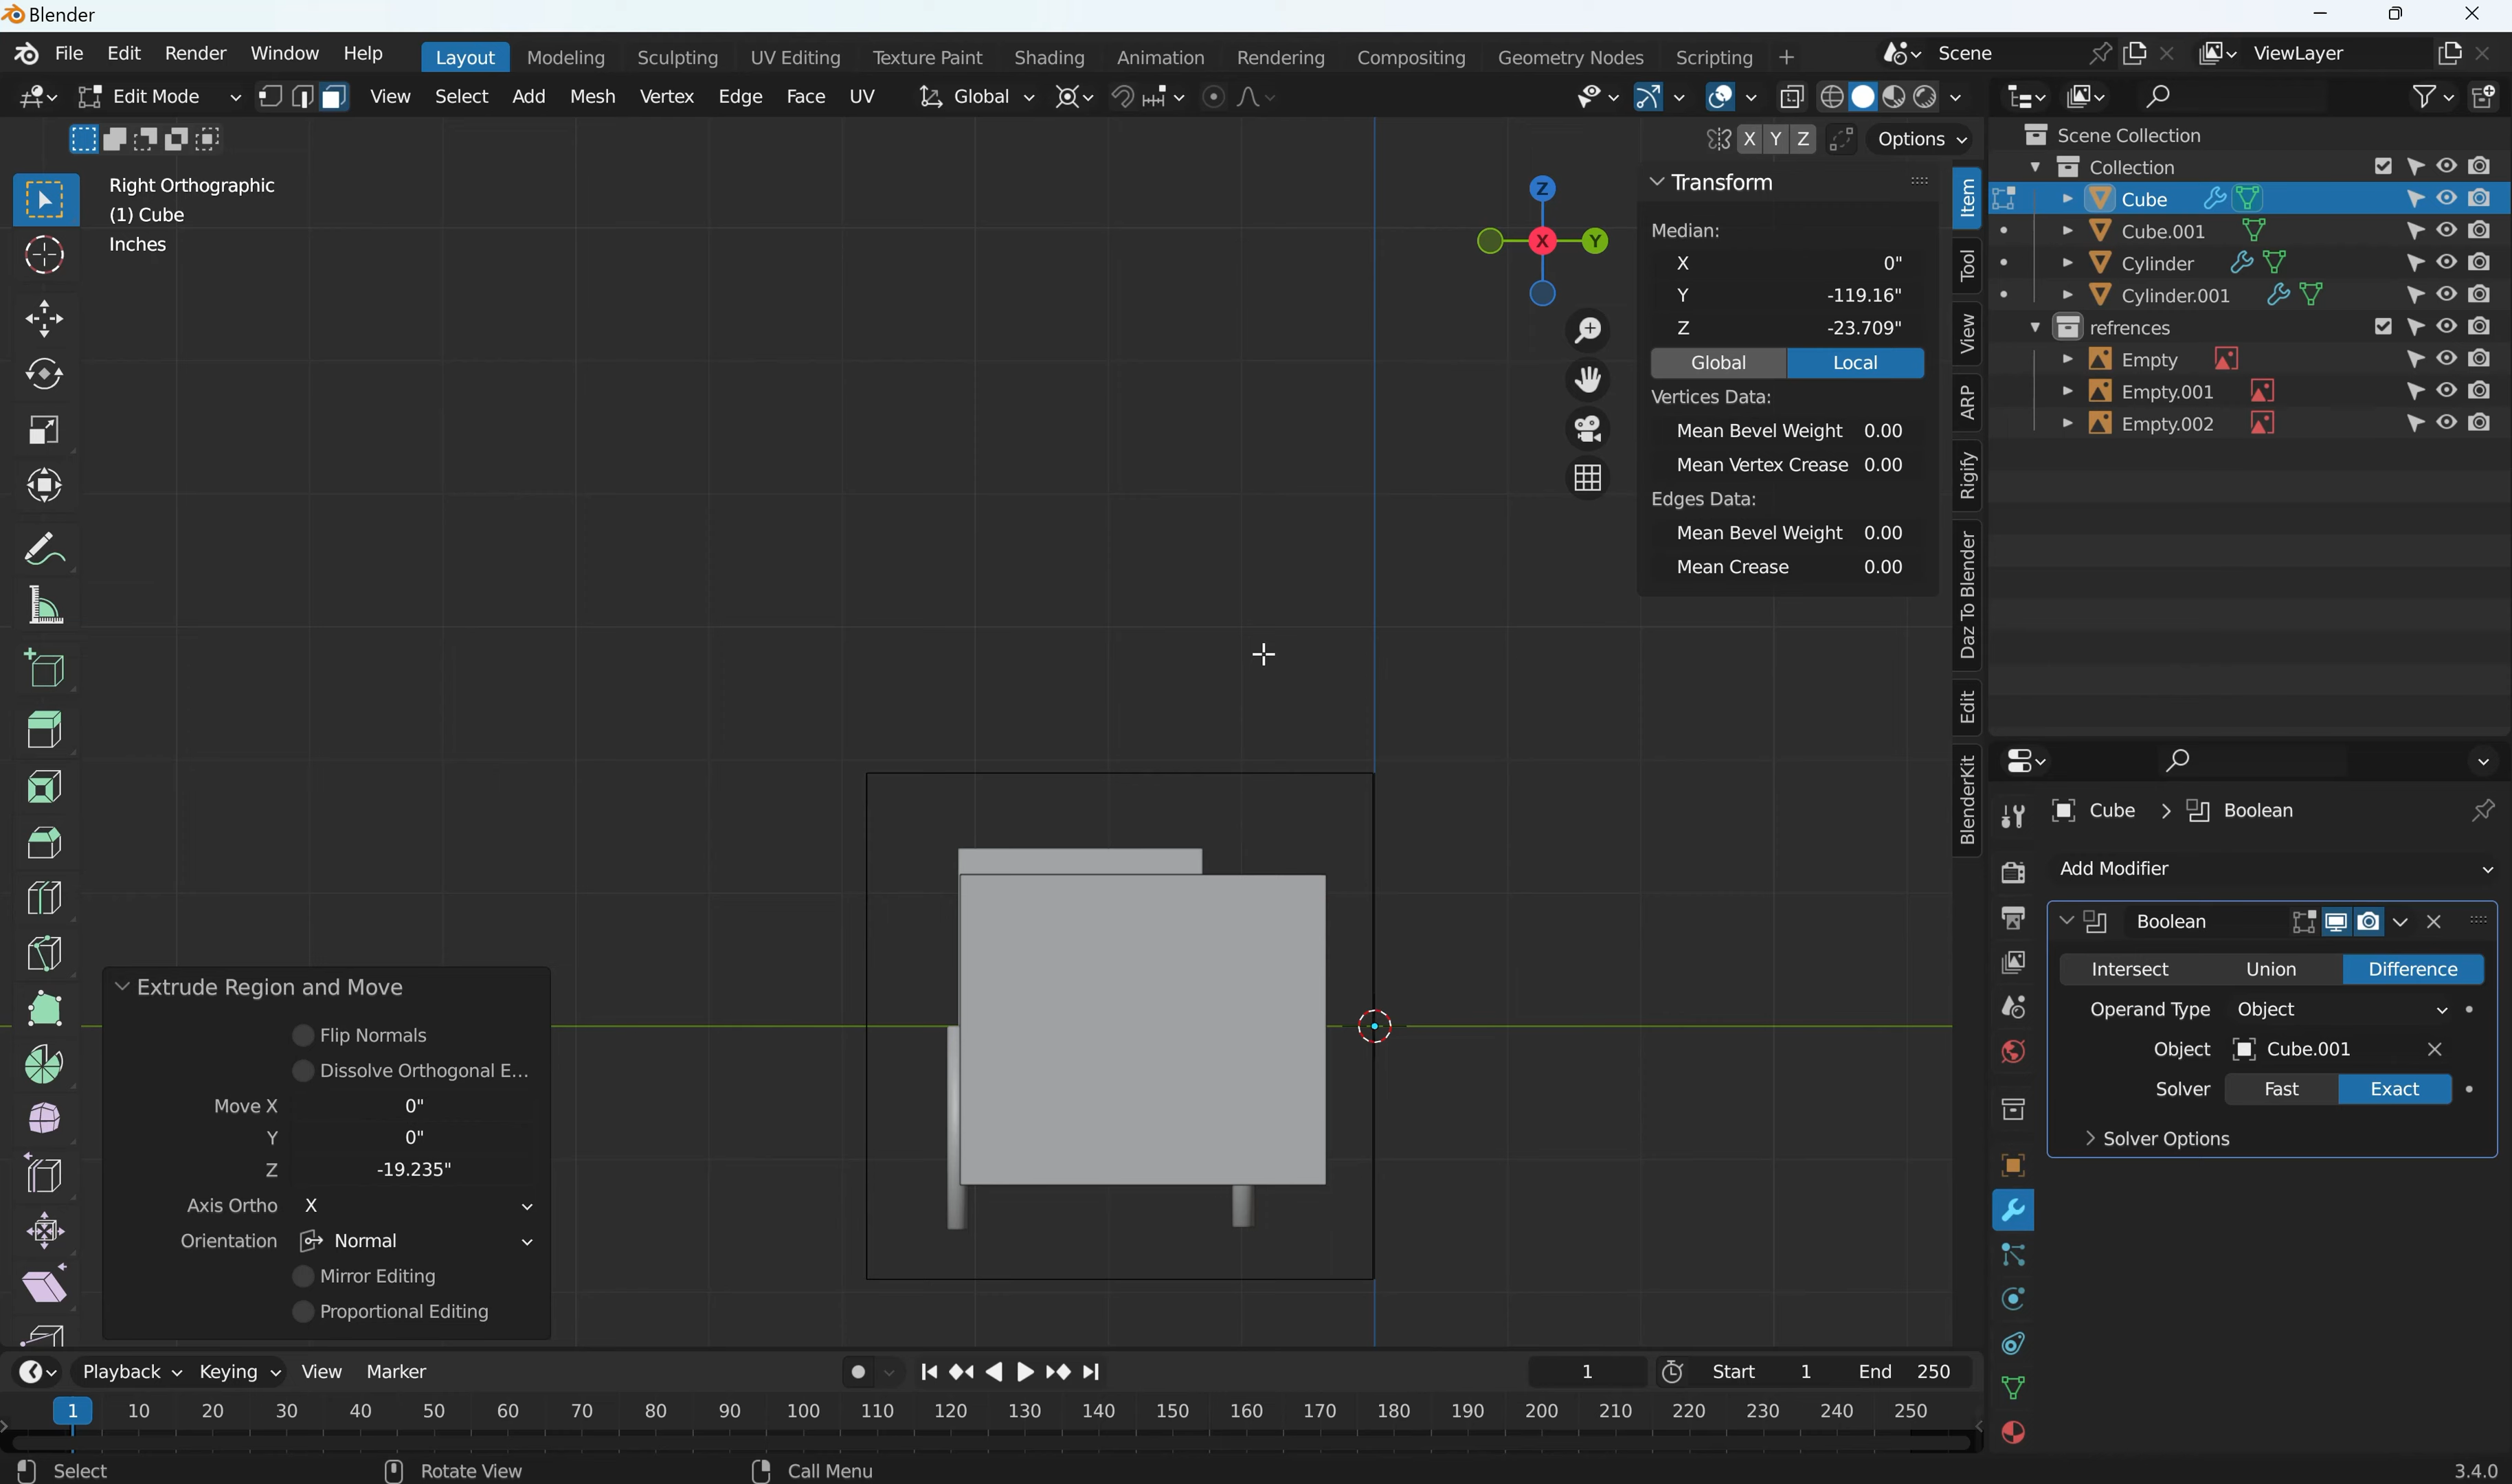 Blender
File Edit Render Window Help Layout Modeling Sculpting UV Editing Texture Paint Shading Animation Rendering Compositing Geometry Nodes Scripting + Scene ViewLayer
Edit Mode View Select Add Mesh Vertex Edge Face UV Global
X Y Z Options
Right Orthographic
(1) Cube
Inches
Z
X
Y
Transform
Median:
X 0"
Y -119.16"
Z -23.709"
Global Local
Vertices Data:
Mean Bevel Weight 0.00
Mean Vertex Crease 0.00
Edges Data:
Mean Bevel Weight 0.00
Mean Crease 0.00
Item
Tool
View
ARP
Rigify
Daz To Blender
Edit
BlenderKit
Scene Collection
Collection
Cube
Cube.001
Cylinder
Cylinder.001
refrences
Empty
Empty.001
Empty.002
Cube Boolean
Add Modifier
Boolean
Intersect Union Difference
Operand Type Object
Object Cube.001
Solver Fast Exact
Solver Options
Extrude Region and Move
Flip Normals
Dissolve Orthogonal E...
Move X 0"
Y 0"
Z -19.235"
Axis Ortho X
Orientation Normal
Mirror Editing
Proportional Editing
Playback Keying View Marker 1 Start 1 End 250
1 10 20 30 40 50 60 70 80 90 100 110 120 130 140 150 160 170 180 190 200 210 220 230 240 250
Select Rotate View Call Menu 3.4.0